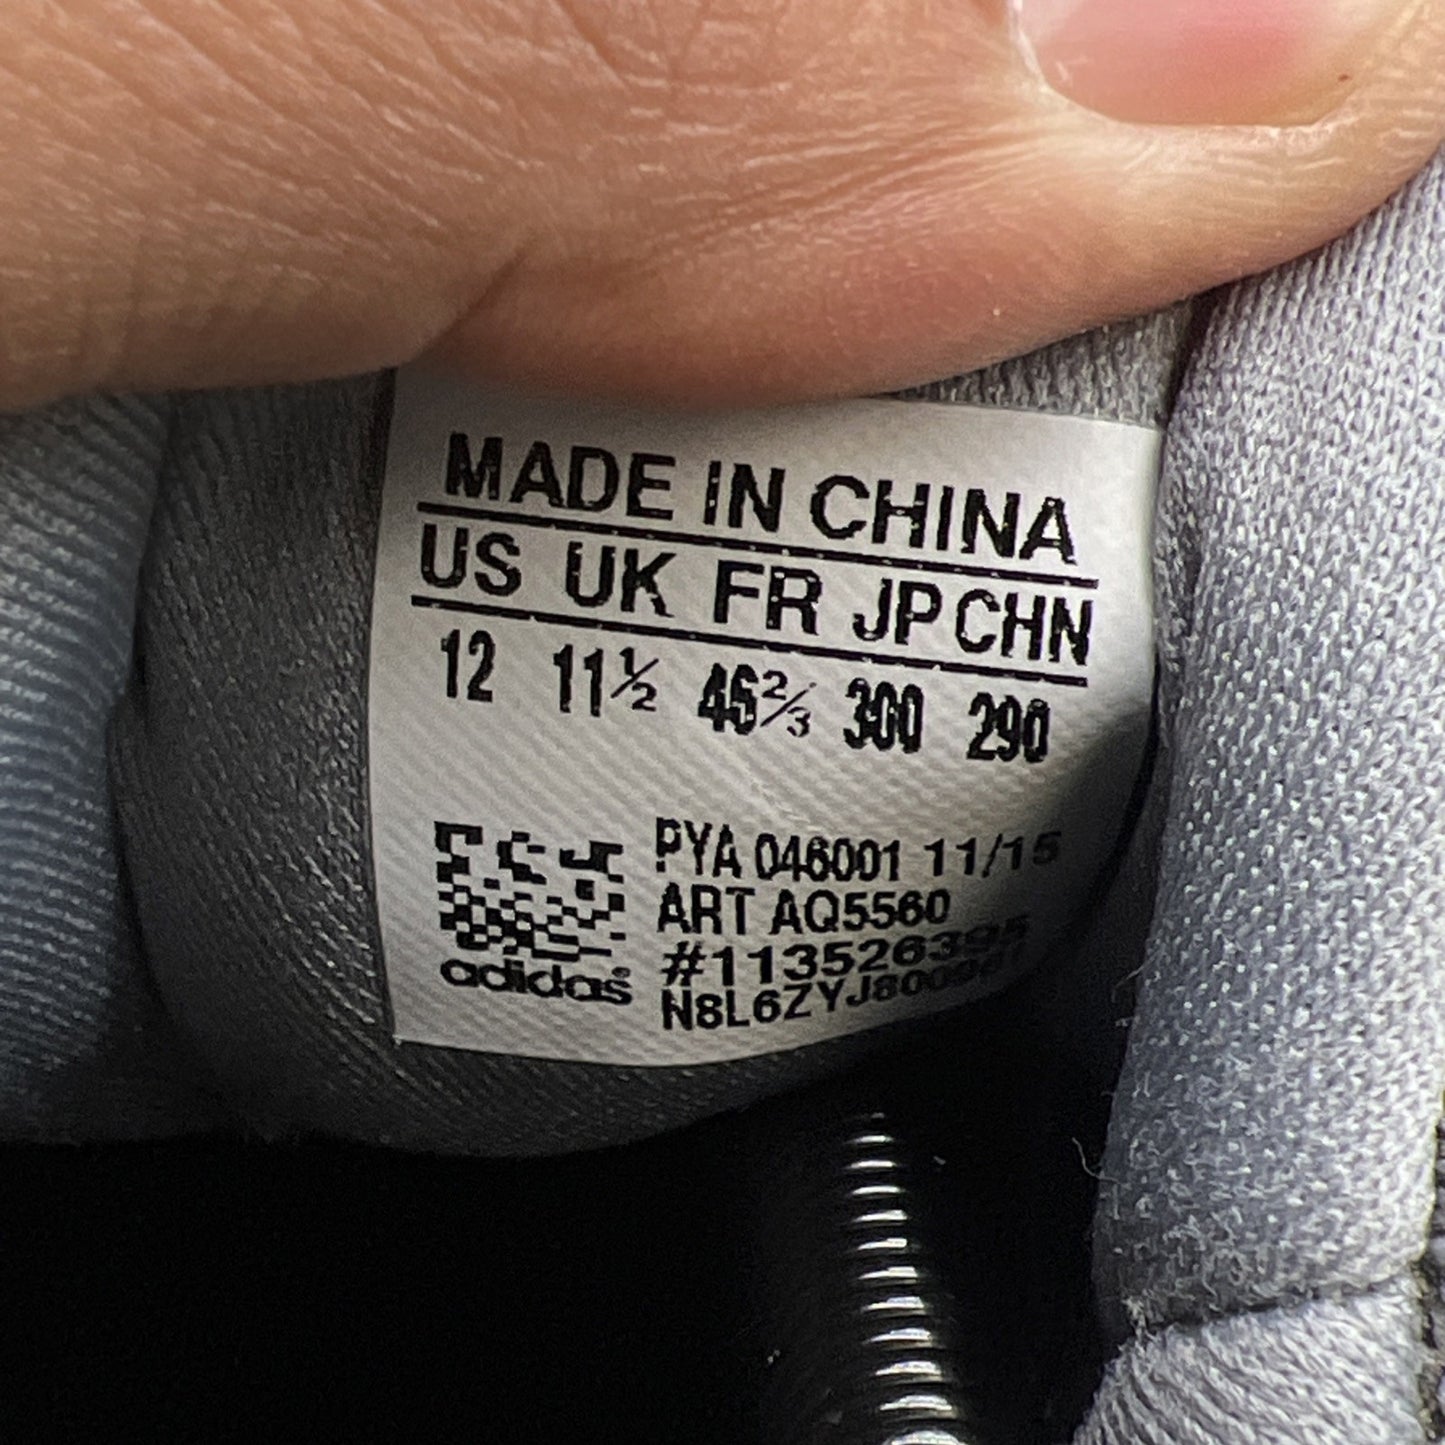 MADE IN CHINA
US UK FR JP CHN
12 11½ 46⅔ 300 290
PYA 046001 11/15
ART AQ5560
#113526395
adidas